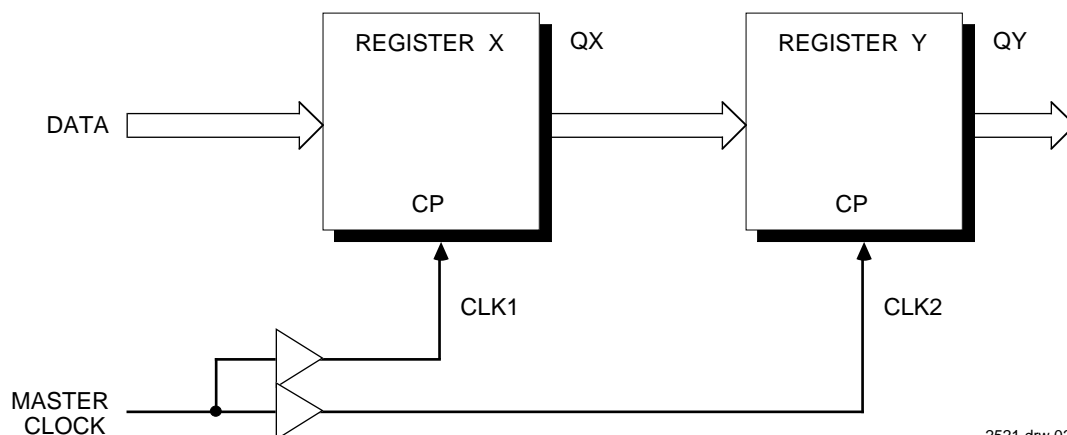 REGISTER X
QX
REGISTER Y
QY
DATA
CP
CP
CLK1
CLK2
MASTER
CLOCK